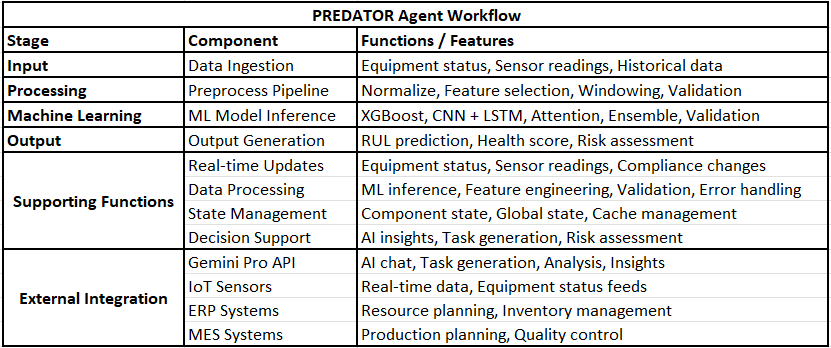 PREDATOR Agent Workflow
Stage Component Functions / Features
Input Data Ingestion Equipment status, Sensor readings, Historical data
Processing Preprocess Pipeline Normalize, Feature selection, Windowing, Validation
Machine Learning ML Model Inference XGBoost, CNN + LSTM, Attention, Ensemble, Validation
Output Output Generation RUL prediction, Health score, Risk assessment
Supporting Functions Real-time Updates Equipment status, Sensor readings, Compliance changes
Data Processing ML inference, Feature engineering, Validation, Error handling
State Management Component state, Global state, Cache management
Decision Support AI insights, Task generation, Risk assessment
External Integration Gemini Pro API AI chat, Task generation, Analysis, Insights
IoT Sensors Real-time data, Equipment status feeds
ERP Systems Resource planning, Inventory management
MES Systems Production planning, Quality control